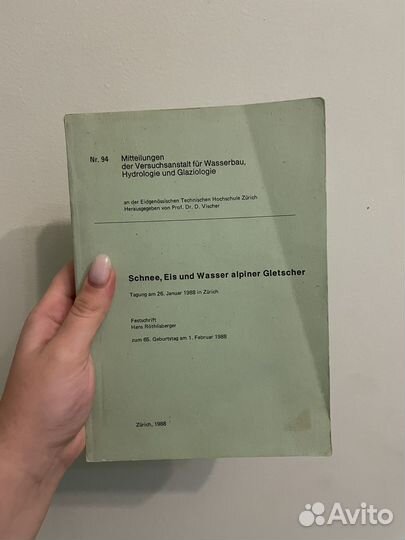 Nr. 94 Mitteilungen
der Versuchsanstalt für Wasserbau,
Hydrologie und Glaziologie
an der Eidgenössischen Technischen Hochschule Zürich
Herausgegeben von Prof. Dr. D. Vischer
Schnee, Eis und Wasser alpiner Gletscher
Tagung am 26. Januar 1988 in Zürich
Festschrift
Hans Röthlisberger
zum 65. Geburtstag am 1. Februar 1988
Zürich, 1988
Avito